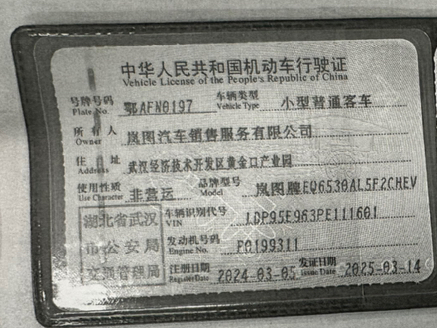 中华人民共和国机动车行驶证
Vehicle License of the People's Republic of China
号牌号码 鄂AFN0197 车辆类型 小型普通客车
Plate No. Vehicle Type
所有人 岚图汽车销售服务有限公司
Owner
住址 武汉经济技术开发区黄金口产业园
Address
使用性质 非营运 品牌型号 岚图牌EQ6530AL5F2CHEV
Use Character Model
湖北省武汉 车辆识别代号 LDP95E963PE111601
VIN
市公安局 发动机号码 F0199311
Engine No.
交通管理局 注册日期 2024-03-05 发证日期 2025-03-14
Register Date Issue Date